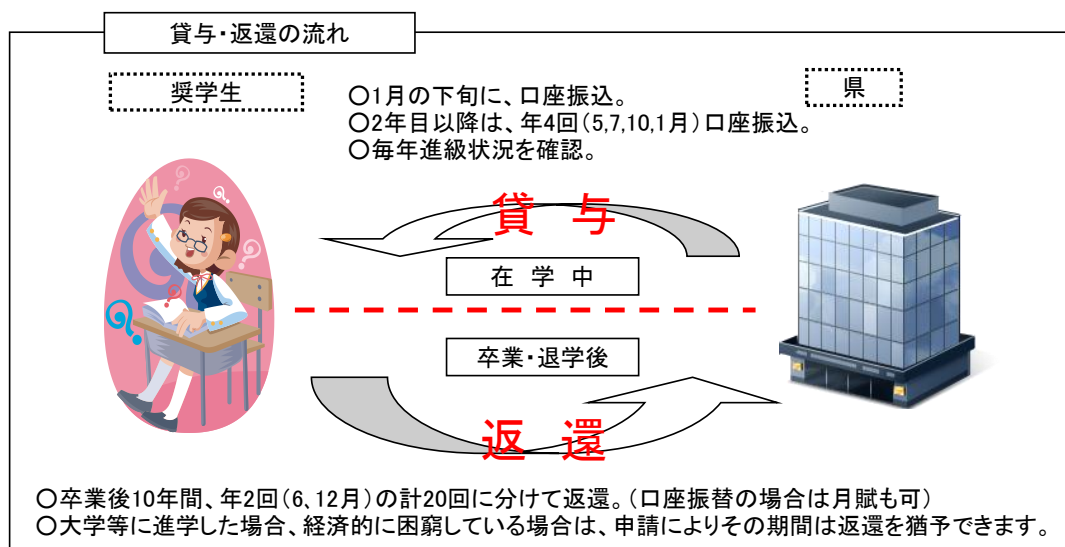 貸与・返還の流れ
奨学生
県
○1月の下旬に、口座振込。
○2年目以降は、年4回(5,7,10,1月)口座振込。
○毎年進級状況を確認。
貸 与
在 学 中
卒業・退学後
返 還
○卒業後10年間、年2回(6、12月)の計20回に分けて返還。(口座振替の場合は月賦も可)
○大学等に進学した場合、経済的に困窮している場合は、申請によりその期間は返還を猶予できます。